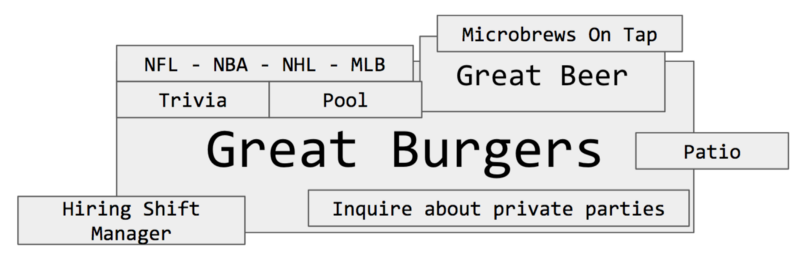 Microbrews On Tap
NFL - NBA - NHL - MLB
Great Beer
Trivia
Pool
Great Burgers
Patio
Hiring Shift
Manager
Inquire about private parties